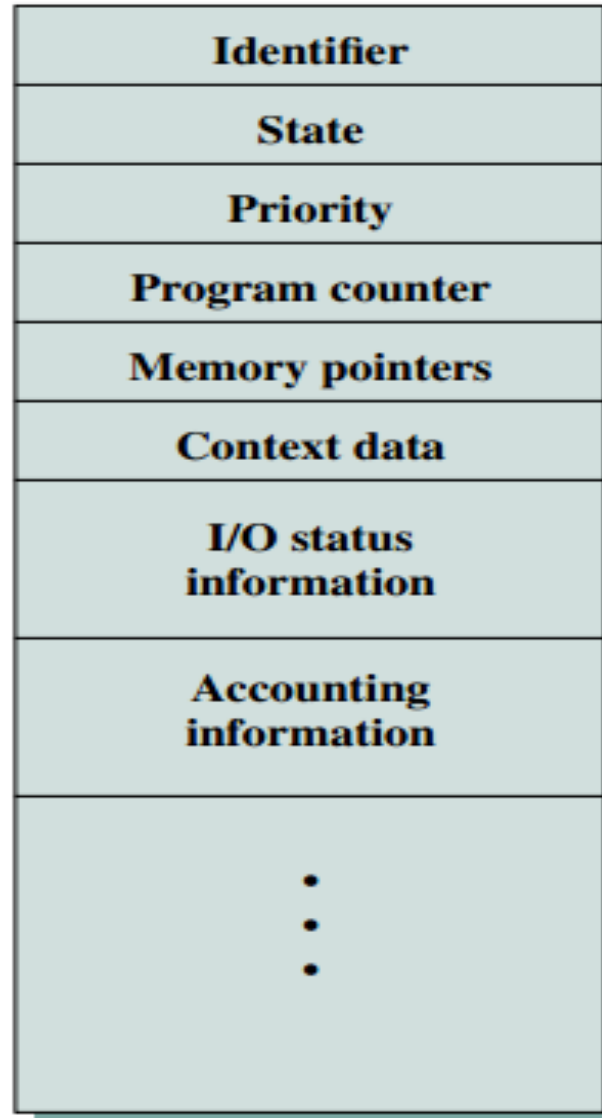 Identifier
State
Priority
Program counter
Memory pointers
Context data
I/O status
information
Accounting
information
•
•
•